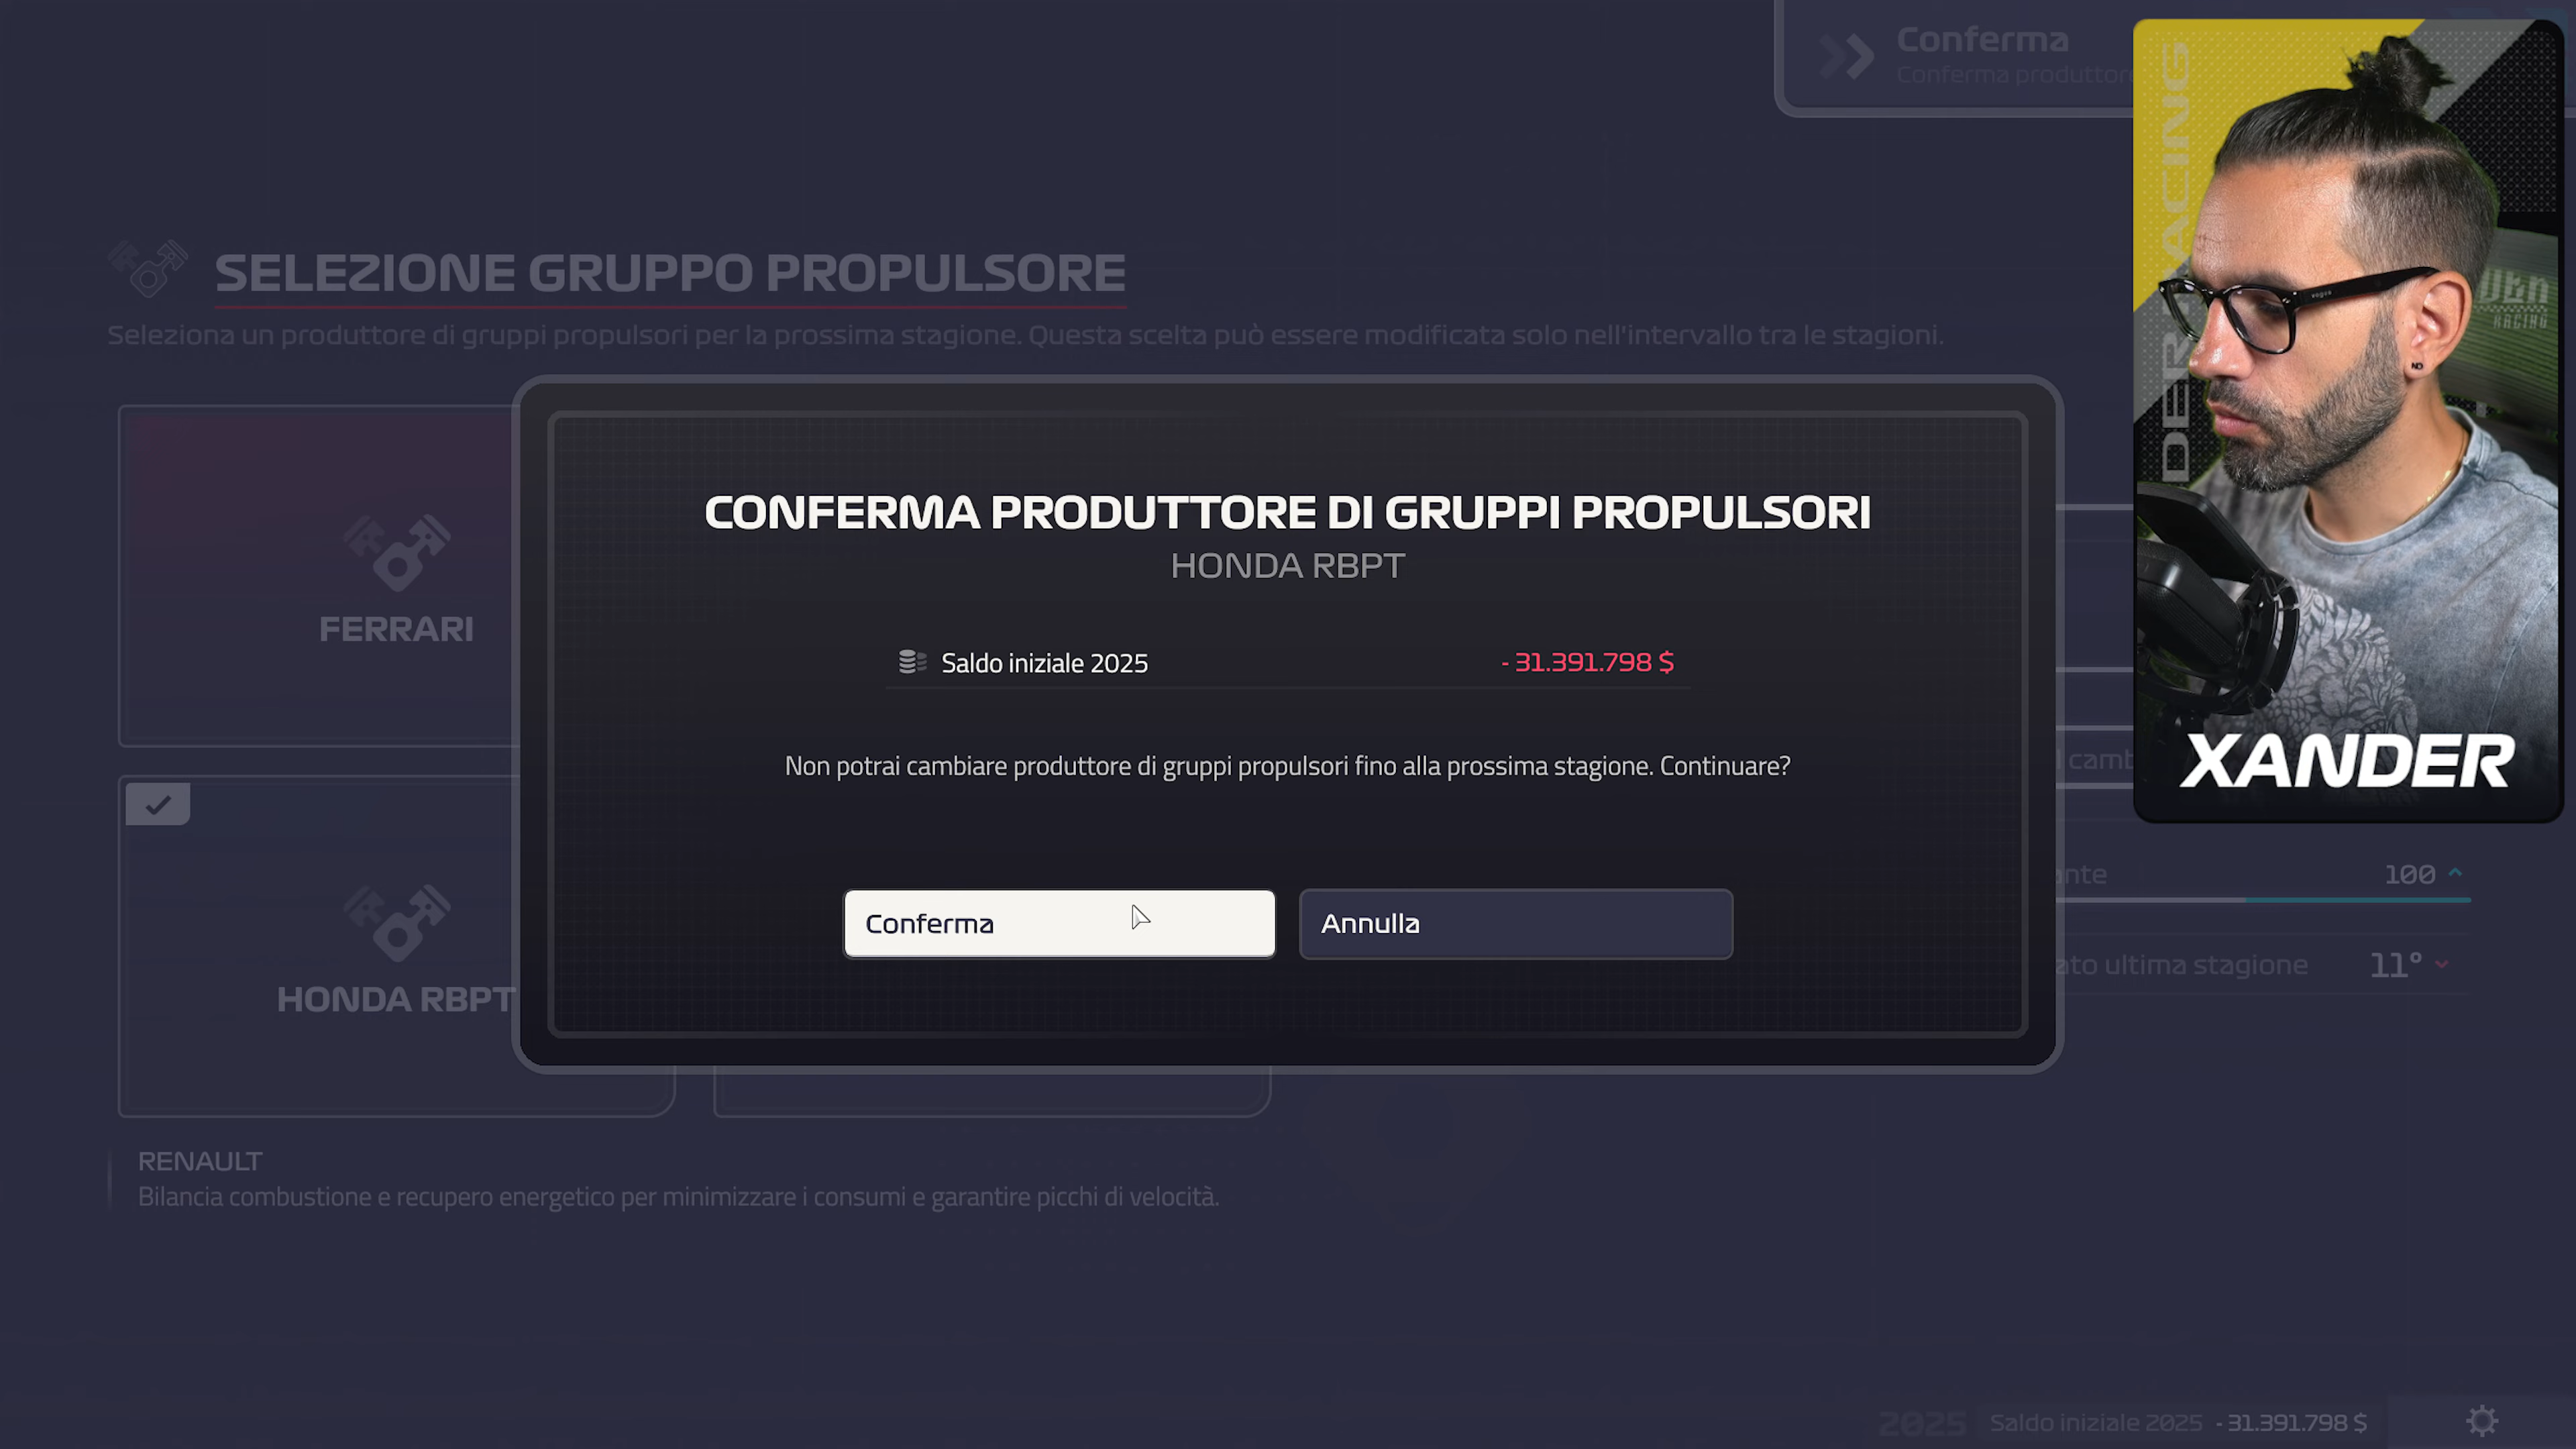 Conferma
Conferma produttore
SELEZIONE GRUPPO PROPULSORE
Seleziona un produttore di gruppi propulsori per la prossima stagione. Questa scelta può essere modificata solo nell'intervallo tra le stagioni.
FERRARI
HONDA RBPT
CONFERMA PRODUTTORE DI GRUPPI PROPULSORI
HONDA RBPT
Saldo iniziale 2025 - 31.391.798 $
Non potrai cambiare produttore di gruppi propulsori fino alla prossima stagione. Continuare?
Conferma
Annulla
100
ultima stagione 11°
RENAULT
Bilancia combustione e recupero energetico per minimizzare i consumi e garantire picchi di velocità.
2025 Saldo iniziale 2025 - 31.391.798 $
RACING
XANDER